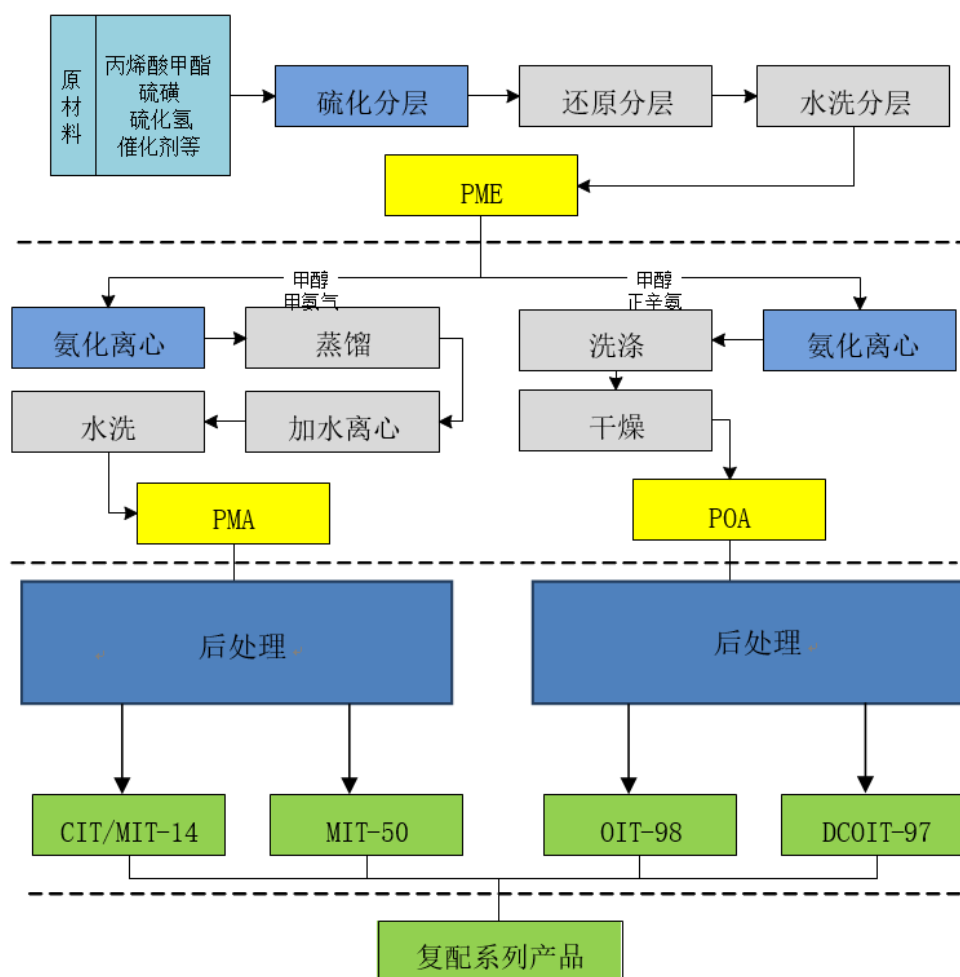 原材料
丙烯酸甲酯
硫磺
硫化氢
催化剂等
硫化分层
还原分层
水洗分层
PME
甲醇
甲氨气
甲醇
正辛氨
氨化离心
蒸馏
洗涤
氨化离心
水洗
加水离心
干燥
PMA
POA
后处理
后处理
CIT/MIT-14
MIT-50
OIT-98
DCOIT-97
复配系列产品